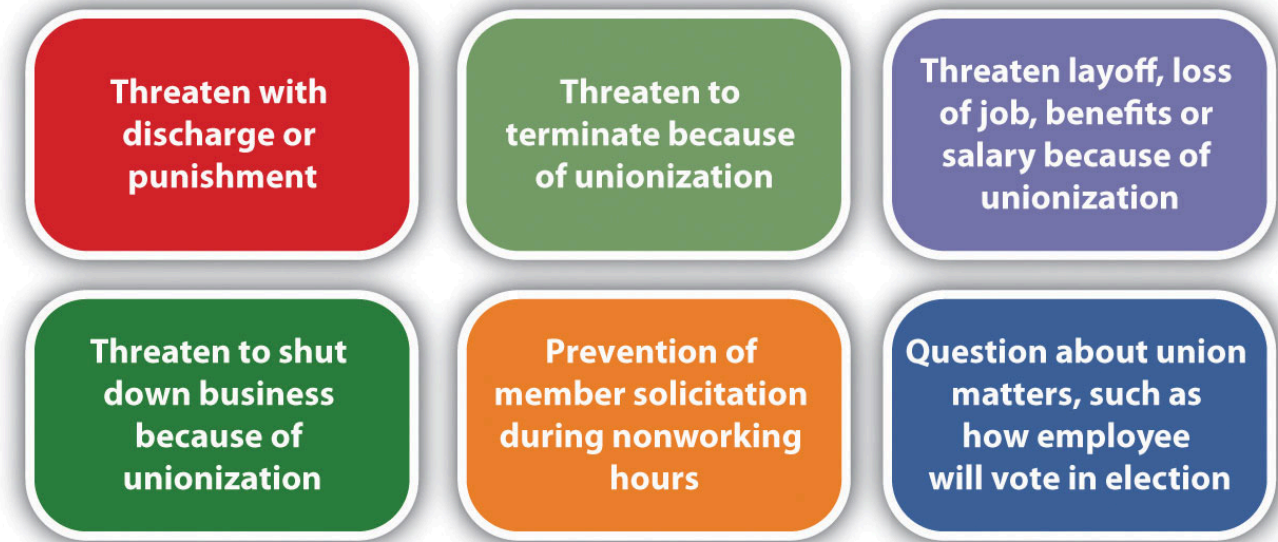 Threaten with
discharge or
punishment
Threaten to
terminate because
of unionization
Threaten layoff, loss
of job, benefits or
salary because of
unionization
Threaten to shut
down business
because of
unionization
Prevention of
member solicitation
during nonworking
hours
Question about union
matters, such as
how employee
will vote in election